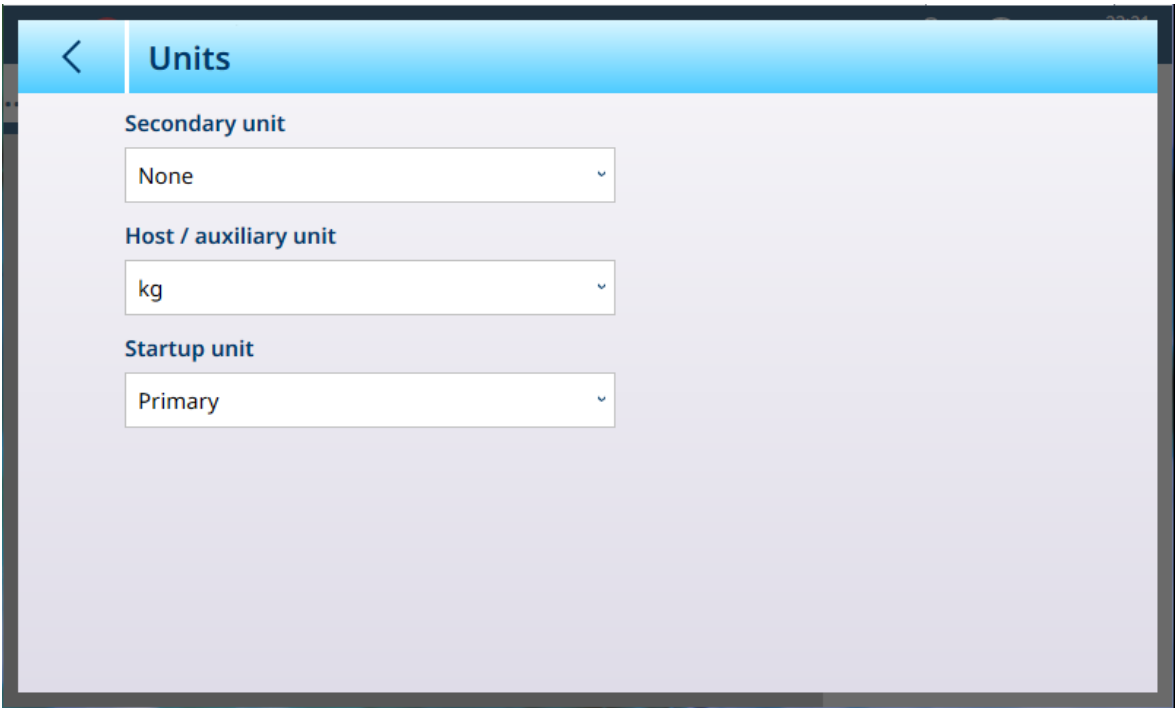 Units
Secondary unit
None
Host / auxiliary unit
kg
Startup unit
Primary